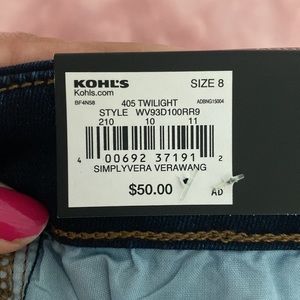 KOHL'S SIZE 8
Kohls.com
BF4N58 ADBNG15004
405 TWILIGHT
STYLE WV93D100RR9
210 10 11
4 00692 37191 2
SIMPLYVERA VERAWANG
$50.00
AD